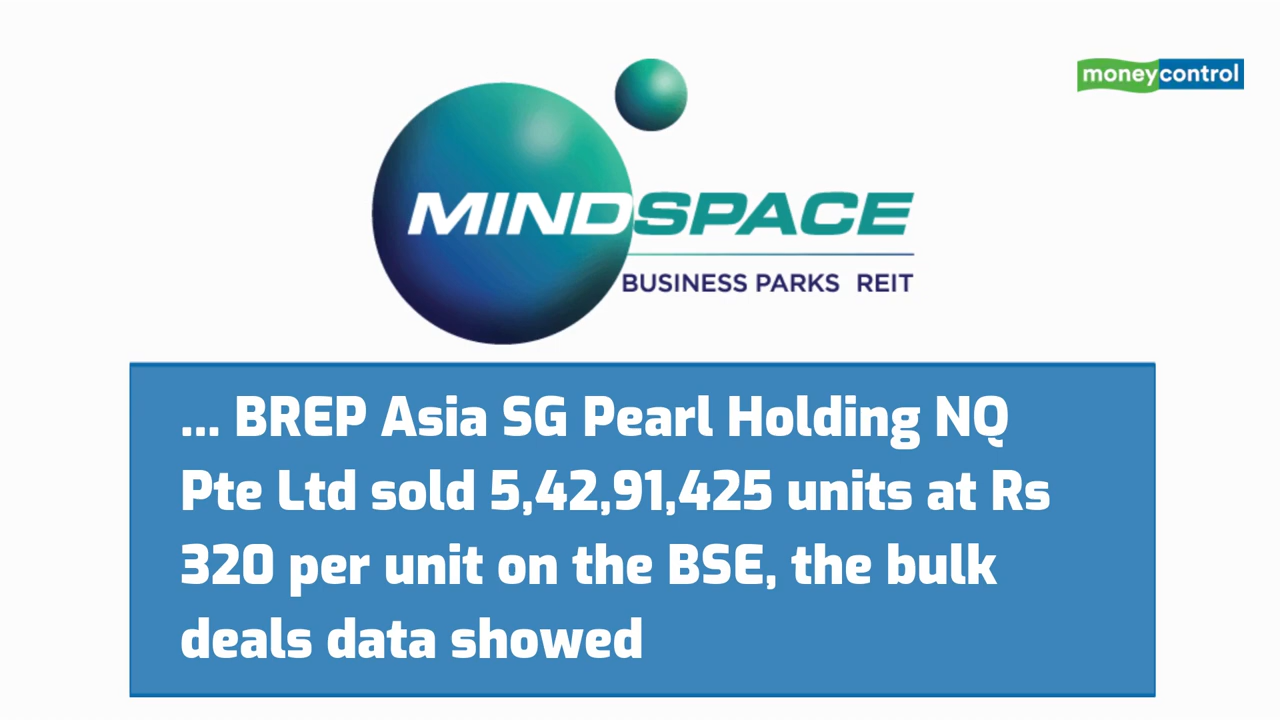 moneycontrol
MINDSPACE
BUSINESS PARKS REIT
... BREP Asia SG Pearl Holding NQ
Pte Ltd sold 5,42,91,425 units at Rs
320 per unit on the BSE, the bulk
deals data showed